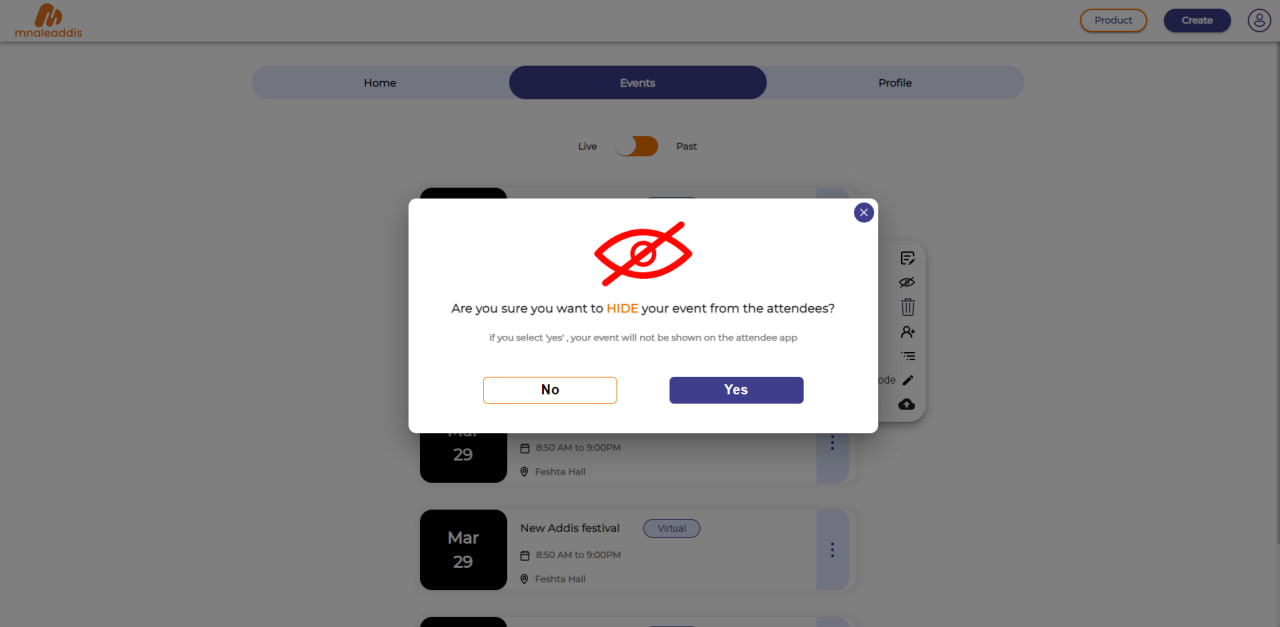 mnaleaddis
Product
Create
Home
Events
Profile
Live
Past
Are you sure you want to HIDE your event from the attendees?
if you select 'yes' , your event will not be shown on the attendee app
No
Yes
ode
Mar
29
8:50 AM to 9:00PM
Feshta Hall
Mar
29
New Addis festival
Virtual
8:50 AM to 9:00PM
Feshta Hall